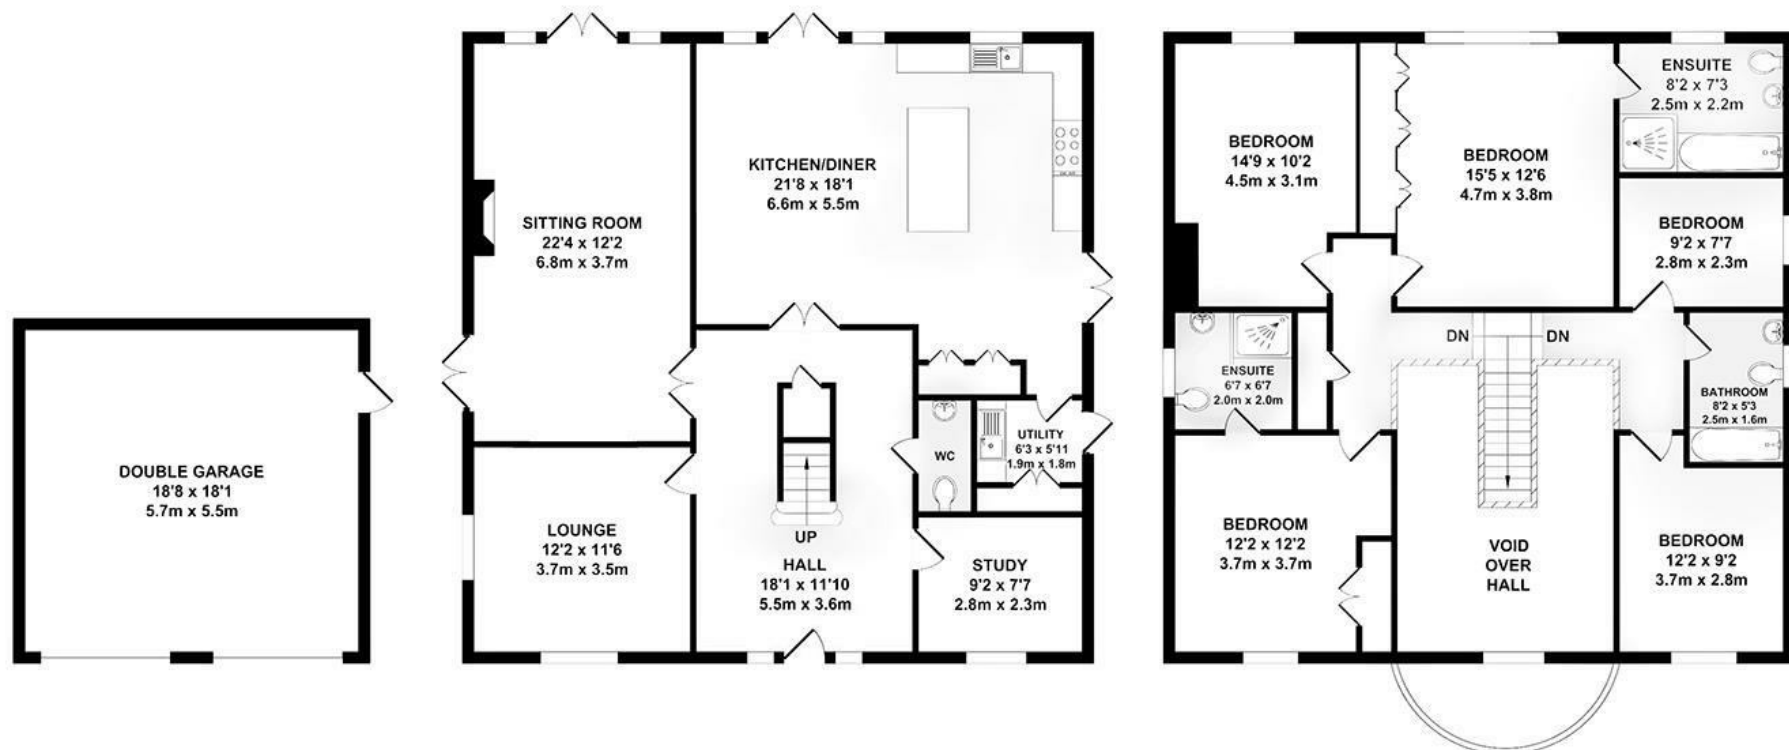 DOUBLE GARAGE
18'8 x 18'1
5.7m x 5.5m
SITTING ROOM
22'4 x 12'2
6.8m x 3.7m
KITCHEN/DINER
21'8 x 18'1
6.6m x 5.5m
LOUNGE
12'2 x 11'6
3.7m x 3.5m
UP
HALL
18'1 x 11'10
5.5m x 3.6m
WC
UTILITY
6'3 x 5'11
1.9m x 1.8m
STUDY
9'2 x 7'7
2.8m x 2.3m
BEDROOM
14'9 x 10'2
4.5m x 3.1m
BEDROOM
15'5 x 12'6
4.7m x 3.8m
ENSUITE
8'2 x 7'3
2.5m x 2.2m
BEDROOM
9'2 x 7'7
2.8m x 2.3m
DN
DN
ENSUITE
6'7 x 6'7
2.0m x 2.0m
BATHROOM
8'2 x 5'3
2.5m x 1.6m
BEDROOM
12'2 x 12'2
3.7m x 3.7m
VOID
OVER
HALL
BEDROOM
12'2 x 9'2
3.7m x 2.8m